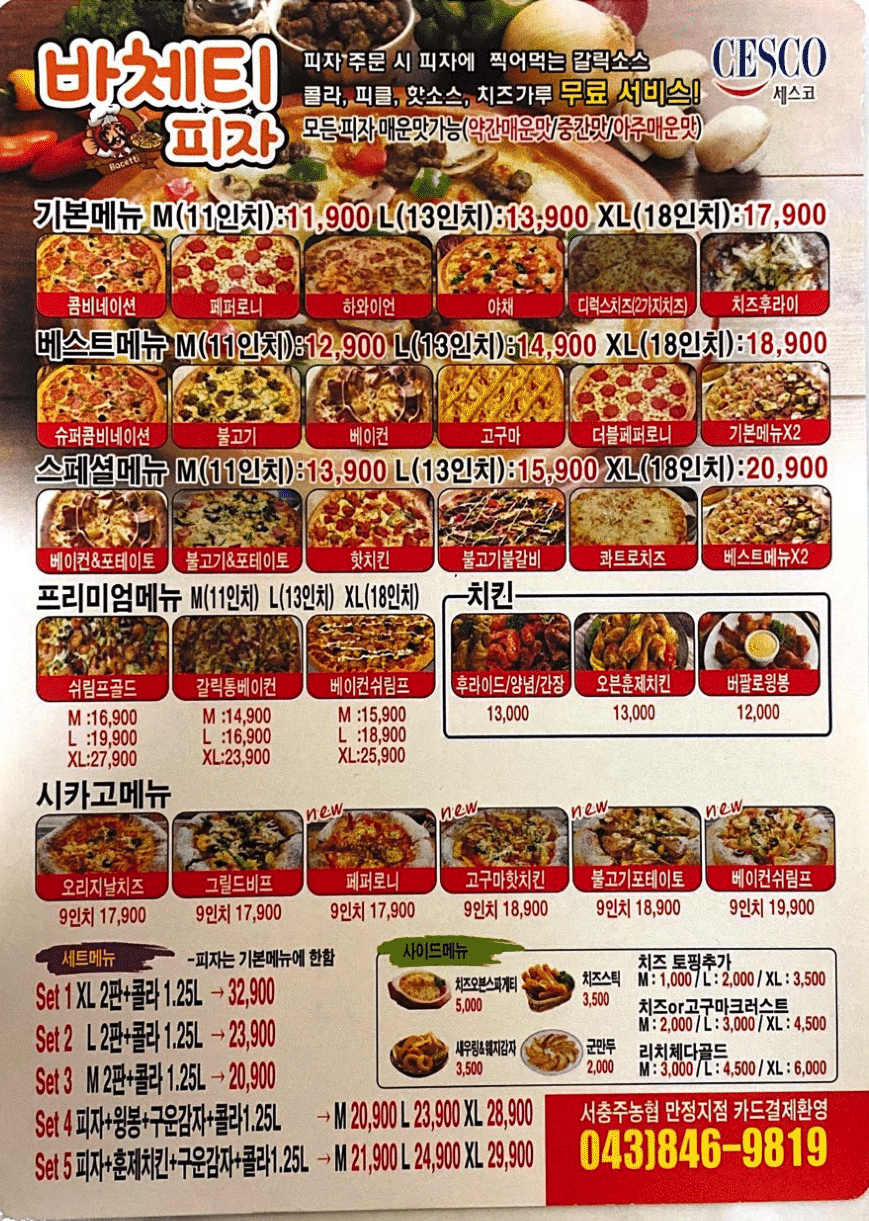 바체티
피자
Bacetti
피자 주문 시 피자에 찍어먹는 갈릭소스
콜라, 피클, 핫소스, 치즈가루 무료 서비스!
모든 피자 매운맛가능(약간매운맛/중간맛/아주매운맛)
CESCO
세스코
기본메뉴 M(11인치):11,900 L(13인치):13,900 XL(18인치):17,900
콤비네이션 페퍼로니 하와이언 야채 디럭스치즈(2가지치즈) 치즈후라이
베스트메뉴 M(11인치):12,900 L(13인치):14,900 XL(18인치):18,900
슈퍼콤비네이션 불고기 베이컨 고구마 더블페퍼로니 기본메뉴X2
스페셜메뉴 M(11인치):13,900 L(13인치):15,900 XL(18인치):20,900
베이컨&포테이토 불고기&포테이토 핫치킨 불고기불갈비 콰트로치즈 베스트메뉴X2
프리미엄메뉴 M(11인치) L(13인치) XL(18인치)
쉬림프골드 갈릭통베이컨 베이컨쉬림프
M :16,900 M :14,900 M :15,900
L :19,900 L :16,900 L :18,900
XL:27,900 XL:23,900 XL:25,900
치킨
후라이드/양념/간장 오븐훈제치킨 버팔로윙봉
13,000 13,000 12,000
시카고메뉴
new new new new
오리지날치즈 그릴드비프 페퍼로니 고구마핫치킨 불고기포테이토 베이컨쉬림프
9인치 17,900 9인치 17,900 9인치 17,900 9인치 18,900 9인치 18,900 9인치 19,900
세트메뉴 -피자는 기본메뉴에 한함
Set 1 XL 2판+콜라 1.25L → 32,900
Set 2 L 2판+콜라 1.25L → 23,900
Set 3 M 2판+콜라 1.25L → 20,900
Set 4 피자+윙봉+구운감자+콜라1.25L → M 20,900 L 23,900 XL 28,900
Set 5 피자+훈제치킨+구운감자+콜라1.25L → M 21,900 L 24,900 XL 29,900
사이드메뉴
치즈오븐스파게티 치즈스틱
5,000 3,500
새우링&웨지감자 군만두
3,500 2,000
치즈 토핑추가
M : 1,000 / L : 2,000 / XL : 3,500
치즈or고구마크러스트
M : 2,000 / L : 3,000 / XL : 4,500
리치체다골드
M : 3,000 / L : 4,500 / XL : 6,000
서충주농협 만정지점 카드결제환영
043)846-9819